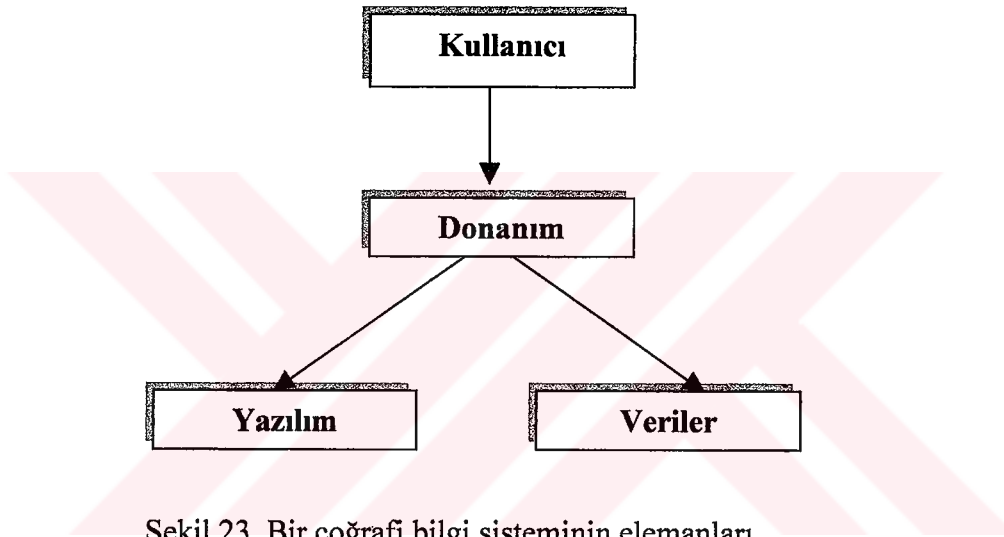 Kullanıcı
Donanım
Yazılım
Veriler
Şekil 23. Bir coğrafi bilgi sisteminin elemanları